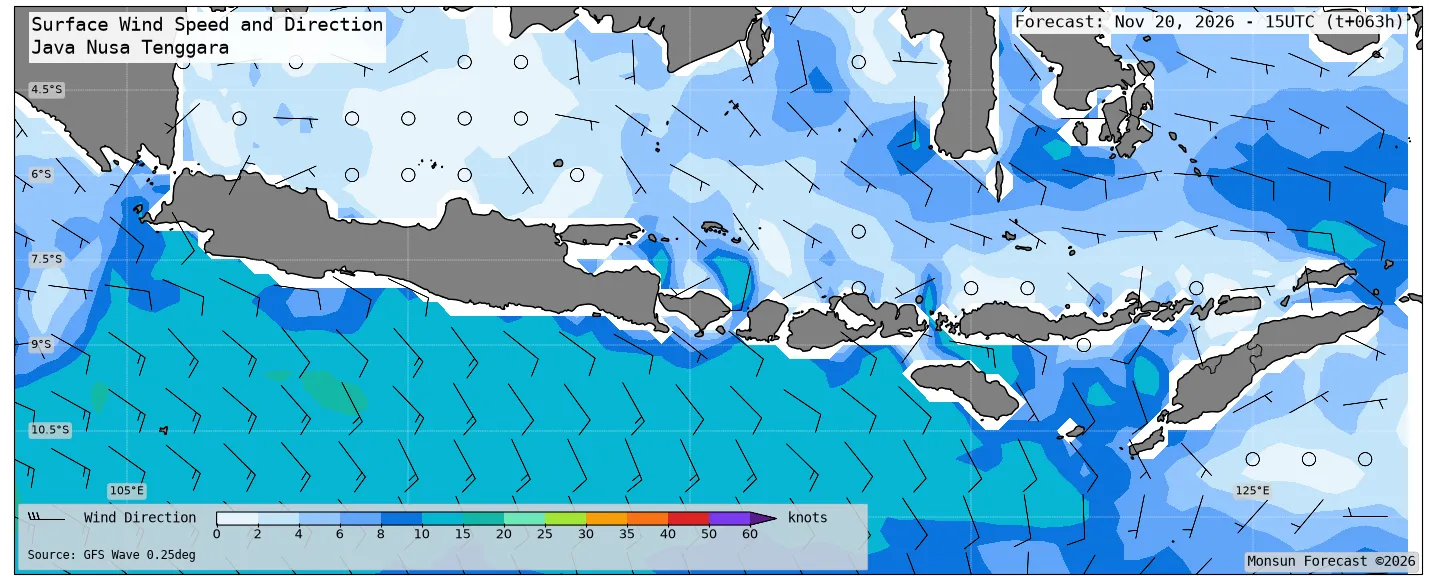 Surface Wind Speed and Direction
Java Nusa Tenggara
Forecast: Nov 20, 2026 - 15UTC (t+063h)
4.5°S
6°S
7.5°S
9°S
10.5°S
105°E
125°E
Wind Direction
0 2 4 6 8 10 15 20 25 30 35 40 50 60
knots
Source: GFS Wave 0.25deg
Monsun Forecast ©2026